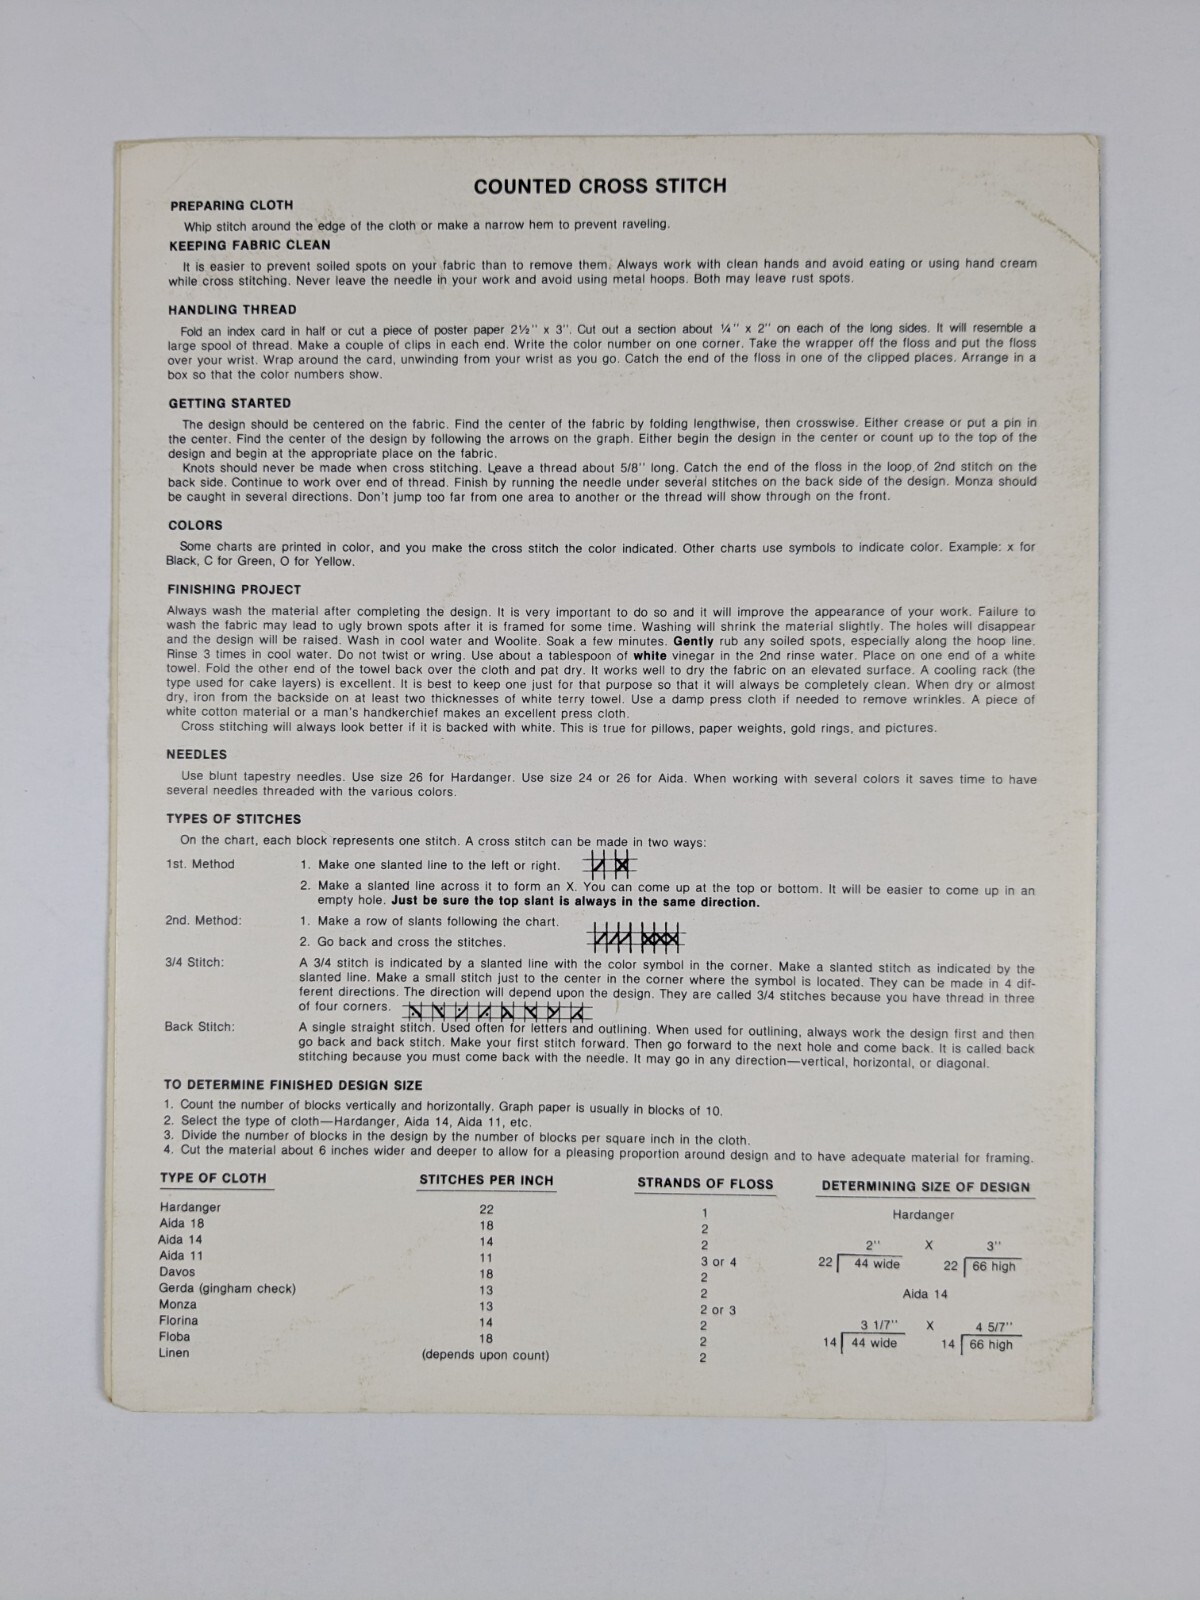 COUNTED CROSS STITCH
PREPARING CLOTH
Whip stitch around the edge of the cloth or make a narrow hem to prevent raveling.
KEEPING FABRIC CLEAN
It is easier to prevent soiled spots on your fabric than to remove them. Always work with clean hands and avoid eating or using hand cream
while cross stitching. Never leave the needle in your work and avoid using metal hoops. Both may leave rust spots.
HANDLING THREAD
Fold an index card in half or cut a piece of poster paper 2½'' x 3''. Cut out a section about ¼'' x 2'' on each of the long sides. It will resemble a
large spool of thread. Make a couple of clips in each end. Write the color number on one corner. Take the wrapper off the floss and put the floss
over your wrist. Wrap around the card, unwinding from your wrist as you go. Catch the end of the floss in one of the clipped places. Arrange in a
box so that the color numbers show.
GETTING STARTED
The design should be centered on the fabric. Find the center of the fabric by folding lengthwise, then crosswise. Either crease or put a pin in
the center. Find the center of the design by following the arrows on the graph. Either begin the design in the center or count up to the top of the
design and begin at the appropriate place on the fabric.
Knots should never be made when cross stitching. Leave a thread about 5/8'' long. Catch the end of the floss in the loop of 2nd stitch on the
back side. Continue to work over end of thread. Finish by running the needle under several stitches on the back side of the design. Monza should
be caught in several directions. Don't jump too far from one area to another or the thread will show through on the front.
COLORS
Some charts are printed in color, and you make the cross stitch the color indicated. Other charts use symbols to indicate color. Example: x for
Black, C for Green, O for Yellow.
FINISHING PROJECT
Always wash the material after completing the design. It is very important to do so and it will improve the appearance of your work. Failure to
wash the fabric may lead to ugly brown spots after it is framed for some time. Washing will shrink the material slightly. The holes will disappear
and the design will be raised. Wash in cool water and Woolite. Soak a few minutes. Gently rub any soiled spots, especially along the hoop line.
Rinse 3 times in cool water. Do not twist or wring. Use about a tablespoon of white vinegar in the 2nd rinse water. Place on one end of a white
towel. Fold the other end of the towel back over the cloth and pat dry. It works well to dry the fabric on an elevated surface. A cooling rack (the
type used for cake layers) is excellent. It is best to keep one just for that purpose so that it will always be completely clean. When dry or almost
dry, iron from the backside on at least two thicknesses of white terry towel. Use a damp press cloth if needed to remove wrinkles. A piece of
white cotton material or a man's handkerchief makes an excellent press cloth.
Cross stitching will always look better if it is backed with white. This is true for pillows, paper weights, gold rings, and pictures.
NEEDLES
Use blunt tapestry needles. Use size 26 for Hardanger. Use size 24 or 26 for Aida. When working with several colors it saves time to have
several needles threaded with the various colors.
TYPES OF STITCHES
On the chart, each block represents one stitch. A cross stitch can be made in two ways:
1st. Method 1. Make one slanted line to the left or right.
2. Make a slanted line across it to form an X. You can come up at the top or bottom. It will be easier to come up in an
empty hole. Just be sure the top slant is always in the same direction.
2nd. Method: 1. Make a row of slants following the chart.
2. Go back and cross the stitches.
3/4 Stitch: A 3/4 stitch is indicated by a slanted line with the color symbol in the corner. Make a slanted stitch as indicated by the
slanted line. Make a small stitch just to the center in the corner where the symbol is located. They can be made in 4 dif-
ferent directions. The direction will depend upon the design. They are called 3/4 stitches because you have thread in three
of four corners.
Back Stitch: A single straight stitch. Used often for letters and outlining. When used for outlining, always work the design first and then
go back and back stitch. Make your first stitch forward. Then go forward to the next hole and come back. It is called back
stitching because you must come back with the needle. It may go in any direction—vertical, horizontal, or diagonal.
TO DETERMINE FINISHED DESIGN SIZE
1. Count the number of blocks vertically and horizontally. Graph paper is usually in blocks of 10.
2. Select the type of cloth—Hardanger, Aida 14, Aida 11, etc.
3. Divide the number of blocks in the design by the number of blocks per square inch in the cloth.
4. Cut the material about 6 inches wider and deeper to allow for a pleasing proportion around design and to have adequate material for framing.
TYPE OF CLOTH STITCHES PER INCH STRANDS OF FLOSS DETERMINING SIZE OF DESIGN
Hardanger 22 1 Hardanger
Aida 18 18 2
Aida 14 14 2 2'' X 3''
Aida 11 11 3 or 4 22 44 wide 22 66 high
Davos 18 2
Gerda (gingham check) 13 2 Aida 14
Monza 13 2 or 3
Florina 14 2 3 1/7'' X 4 5/7''
Floba 18 2 14 44 wide 14 66 high
Linen (depends upon count) 2